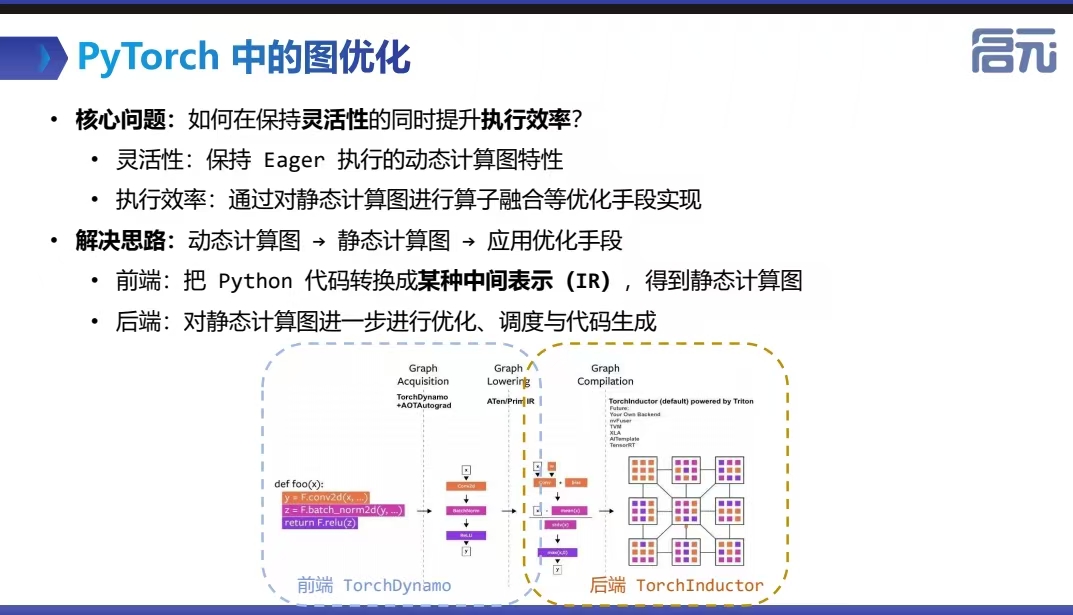 PyTorch 中的图优化
启元
• 核心问题：如何在保持灵活性的同时提升执行效率?
• 灵活性：保持 Eager 执行的动态计算图特性
• 执行效率：通过对静态计算图进行算子融合等优化手段实现
• 解决思路：动态计算图 → 静态计算图 → 应用优化手段
• 前端：把 Python 代码转换成某种中间表示（IR），得到静态计算图
• 后端：对静态计算图进一步进行优化、调度与代码生成
Graph
Acquisition
TorchDynamo
+AOTAutograd
Graph
Lowering
ATen/Prim IR
Graph
Compilation
TorchInductor (default) powered by Triton
Future:
Your Own Backend
nvFuser
TVM
XLA
AITemplate
TensorRT
def foo(x):
y = F.conv2d(x, ...)
z = F.batch_norm2d(y, ...)
return F.relu(z)
x
Conv2d
BatchNorm
ReLU
y
x
w
Conv
+
bias
x
-
mean(x)
max(x,0)
y
前端 TorchDynamo
后端 TorchInductor